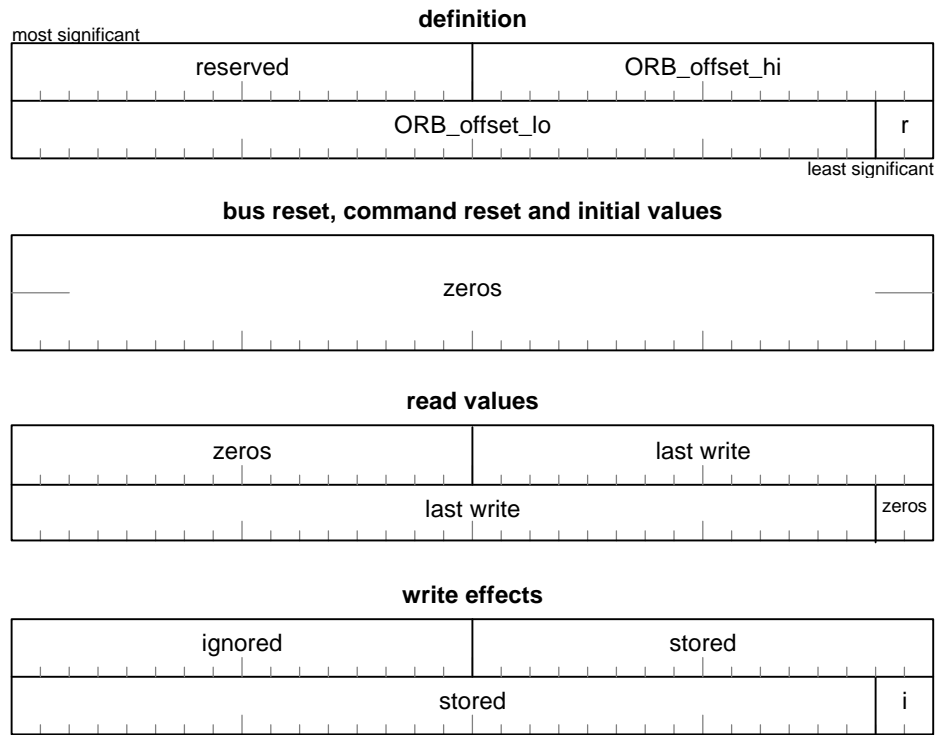 definition
most significant
reserved ORB_offset_hi
ORB_offset_lo r
least significant
bus reset, command reset and initial values
zeros
read values
zeros last write
last write zeros
write effects
ignored stored
stored i